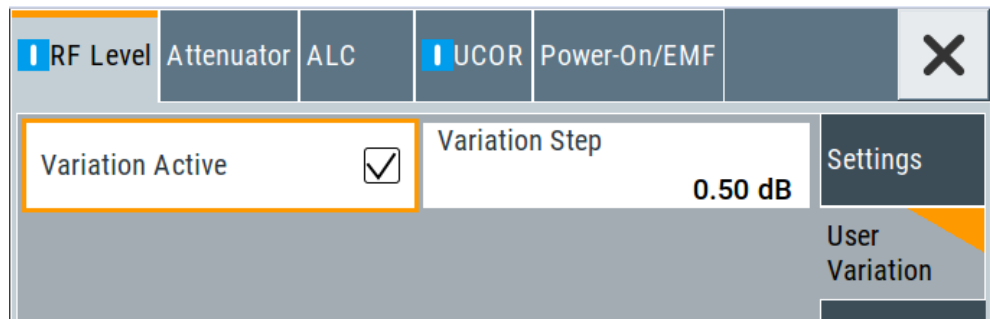 RF Level Attenuator ALC UCOR Power-On/EMF
Variation Active
Variation Step
0.50 dB
Settings
User
Variation